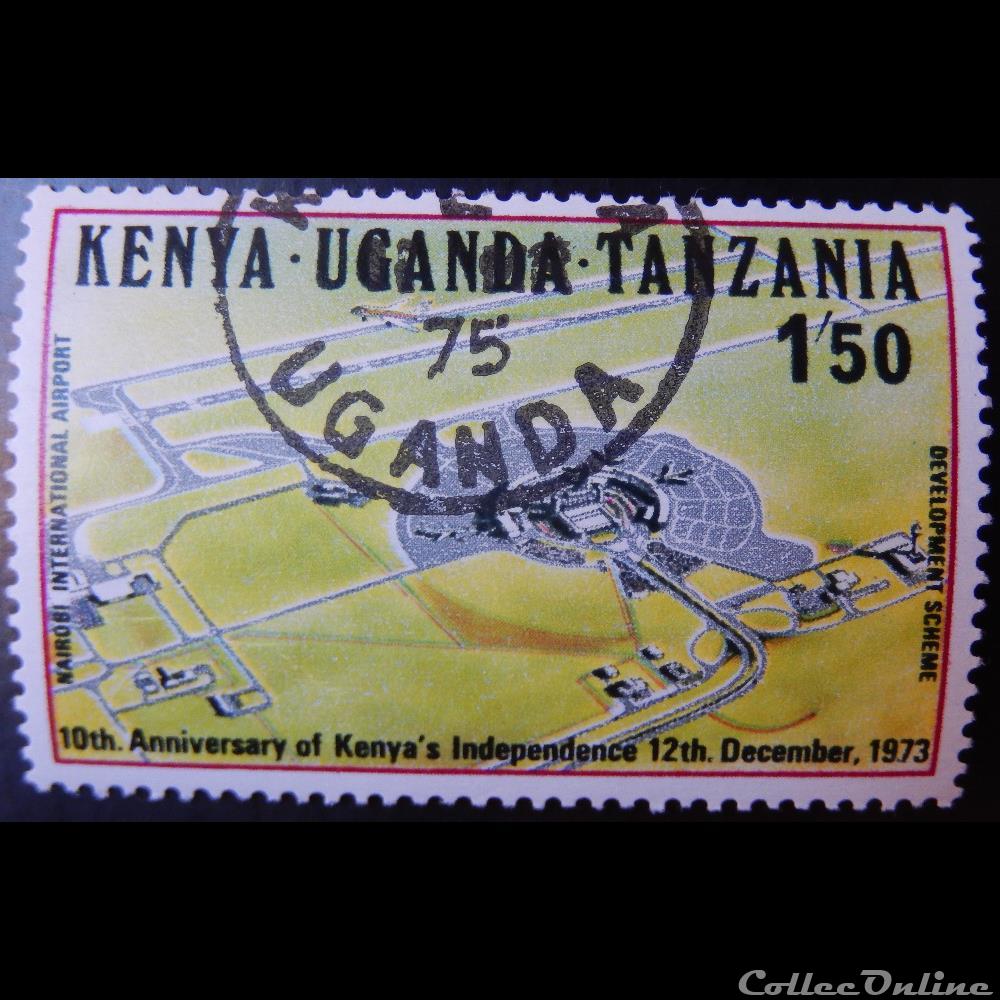 KENYA·UGANDA·TANZANIA
1/50
75
UGANDA
NAIROBI INTERNATIONAL AIRPORT
DEVELOPMENT SCHEME
10th. Anniversary of Kenya's Independence 12th. December, 1973
CollecOnline